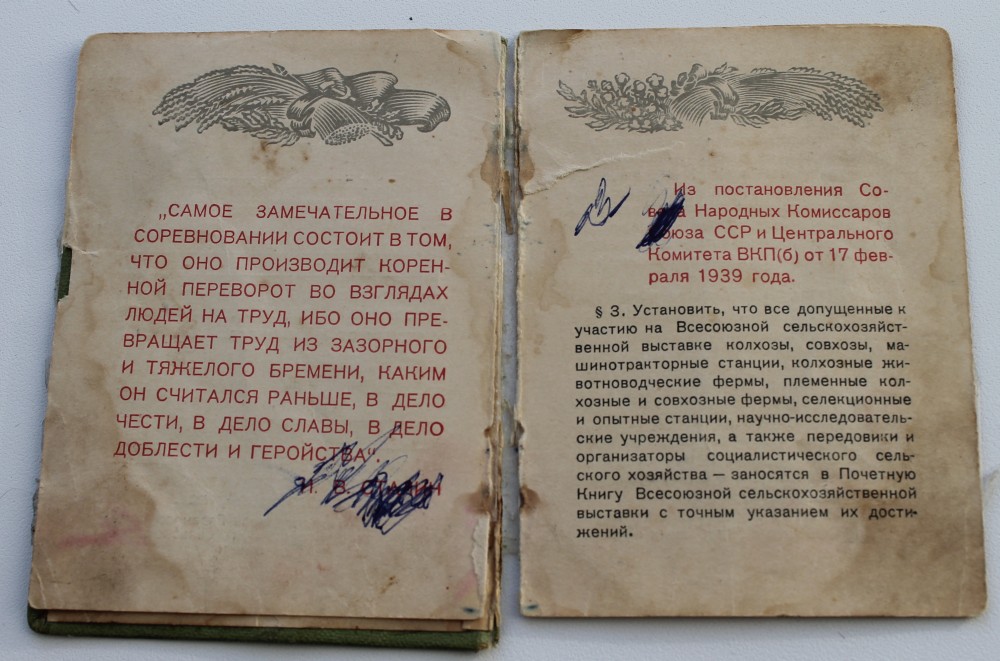 „САМОЕ ЗАМЕЧАТЕЛЬНОЕ В
СОРЕВНОВАНИИ СОСТОИТ В ТОМ,
ЧТО ОНО ПРОИЗВОДИТ КОРЕН-
НОЙ ПЕРЕВОРОТ ВО ВЗГЛЯДАХ
ЛЮДЕЙ НА ТРУД, ИБО ОНО ПРЕ-
ВРАЩАЕТ ТРУД ИЗ ЗАЗОРНОГО
И ТЯЖЕЛОГО БРЕМЕНИ, КАКИМ
ОН СЧИТАЛСЯ РАНЬШЕ, В ДЕЛО
ЧЕСТИ, В ДЕЛО СЛАВЫ, В ДЕЛО
ДОБЛЕСТИ И ГЕРОЙСТВА".
И. В. СТАЛИН
Из постановления Со-
вета Народных Комиссаров
Союза ССР и Центрального
Комитета ВКП(б) от 17 фев-
раля 1939 года.
§ 3. Установить, что все допущенные к
участию на Всесоюзной сельскохозяйст-
венной выставке колхозы, совхозы, ма-
шинотракторные станции, колхозные жи-
вотноводческие фермы, племенные кол-
хозные и совхозные фермы, селекционные
и опытные станции, научно-исследователь-
ские учреждения, а также передовики и
организаторы социалистического сель-
ского хозяйства — заносятся в Почетную
Книгу Всесоюзной сельскохозяйственной
выставки с точным указанием их дости-
жений.